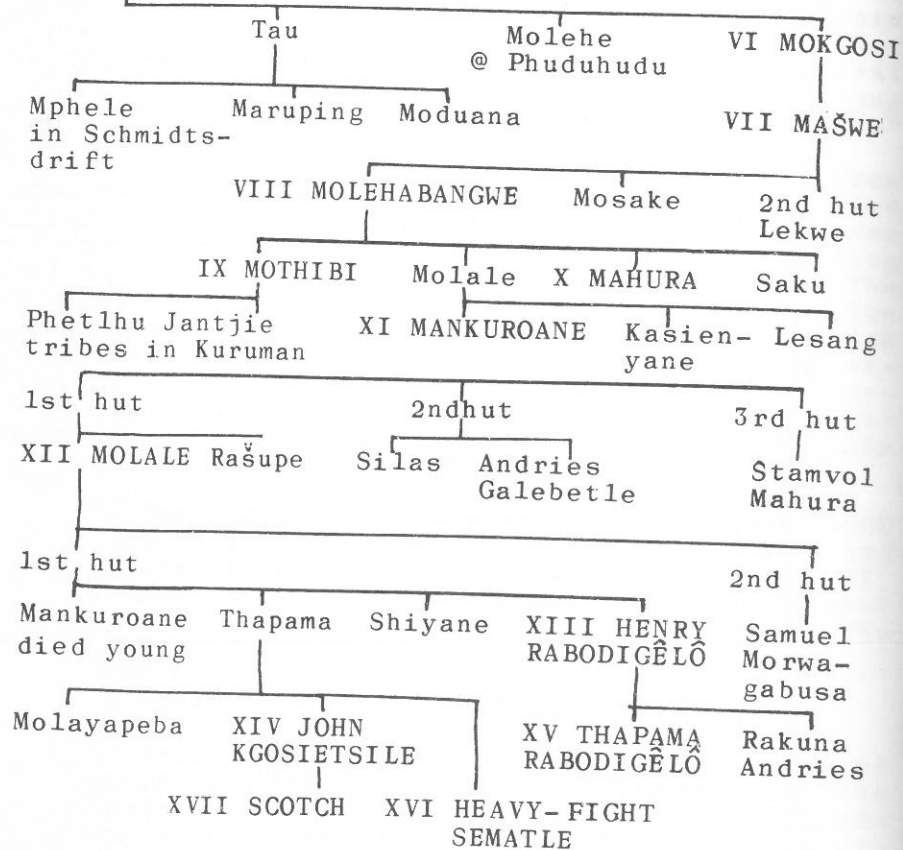 Tau Molehe VI MOKGOSI
@ Phuduhudu
Mphele Maruping Moduana VII MAŠWE
in Schmidts-
drift
VIII MOLEHABANGWE Mosake 2nd hut
Lekwe
IX MOTHIBI Molale X MAHURA Saku
Phetlhu Jantjie XI MANKUROANE Kasien- Lesang
tribes in Kuruman yane
1st hut 2ndhut 3rd hut
XII MOLALE Rašupe Silas Andries Stamvol
Galebetle Mahura
1st hut 2nd hut
Mankuroane Thapama Shiyane XIII HENRY Samuel
died young RABODIGÊLÔ Morwa-
gabusa
Molayapeba XIV JOHN XV THAPAMA Rakuna
KGOSIETSILE RABODIGÊLÔ Andries
XVII SCOTCH XVI HEAVY-FIGHT
SEMATLE